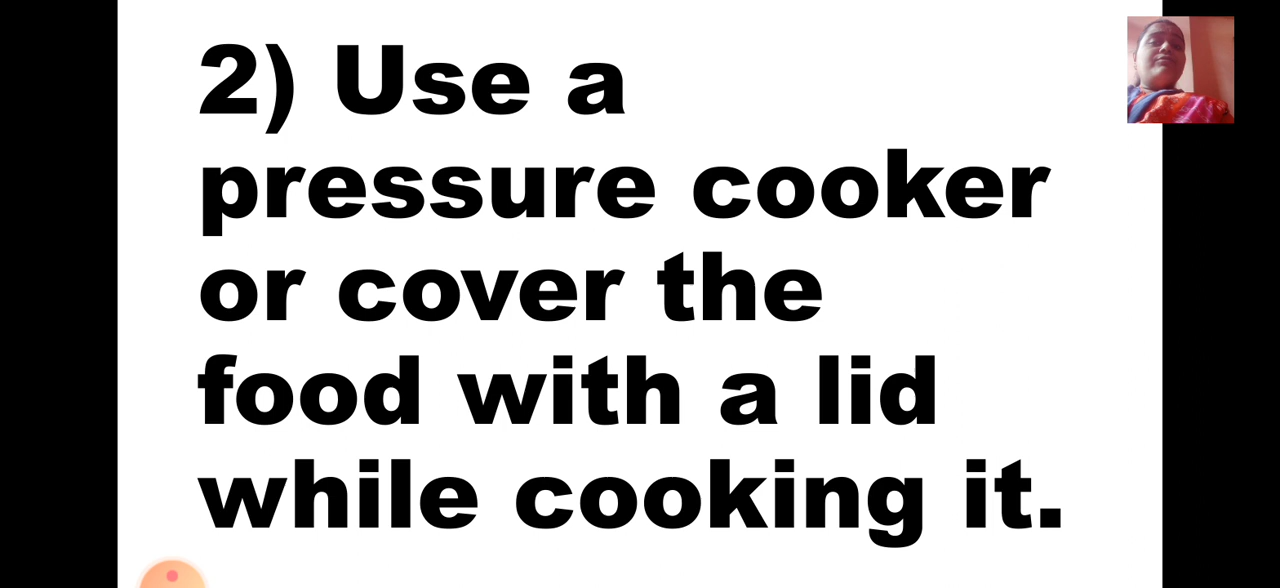 2) Use a
pressure cooker
or cover the
food with a lid
while cooking it.